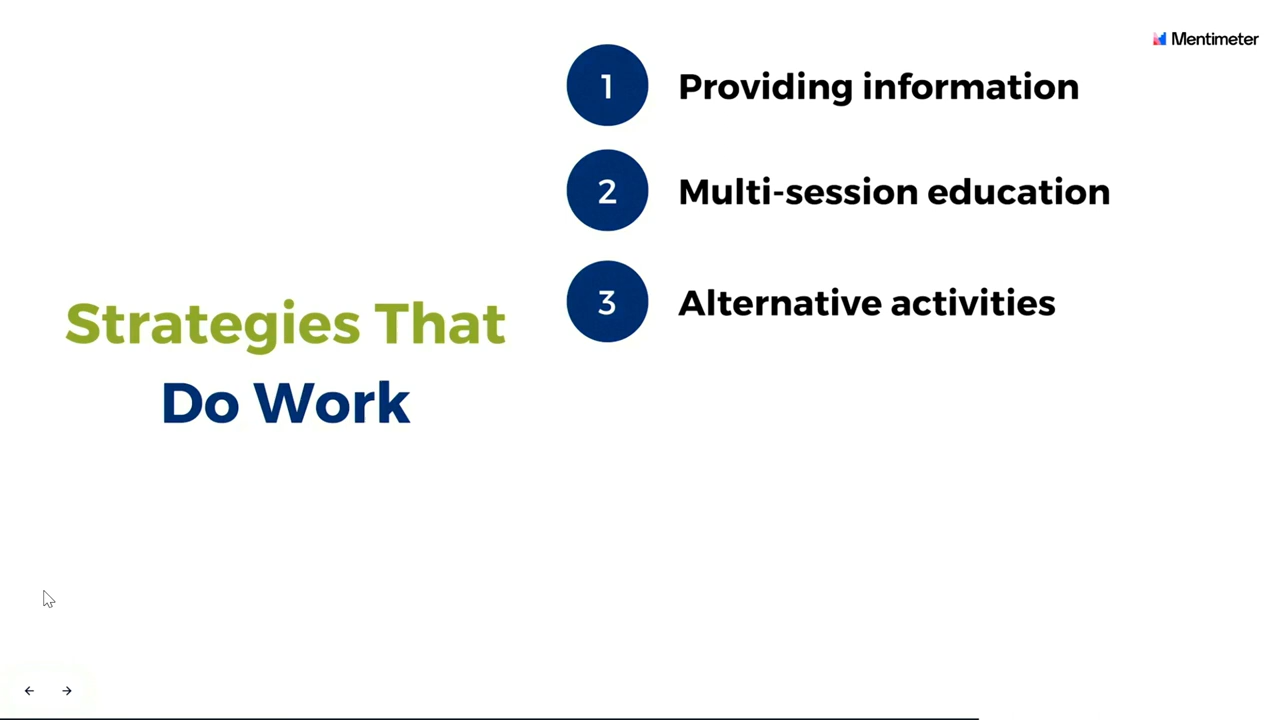 Mentimeter
1 Providing information
2 Multi-session education
3 Alternative activities
Strategies That
Do Work